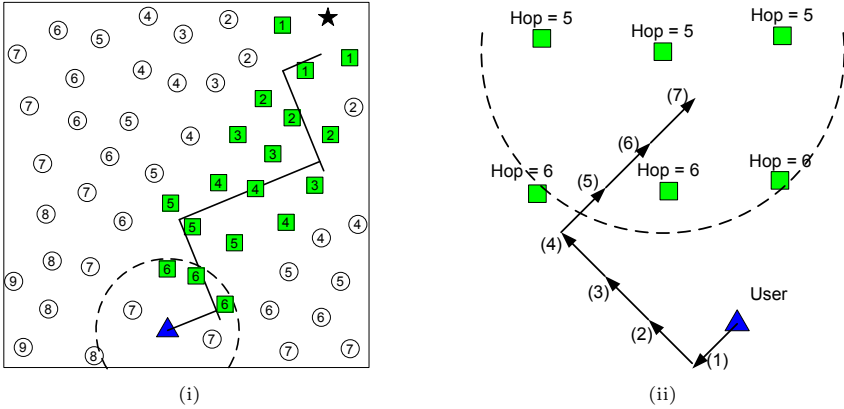 4 2 1
6 5 3
7 2 1
6 4 4 3 1
7 2 2
6 5 2
4 3 2
7 6 3
5 4 4 3
7
8 5
6 5 4 4
5 4
8 7 6 6 5
9 5
8 7 6 6 6
9 8 7 7 7
(i)
Hop = 5
Hop = 5
Hop = 5
(7)
(6)
Hop = 6
Hop = 6
Hop = 6
(5)
(4)
(3)
User
(2)
(1)
(ii)